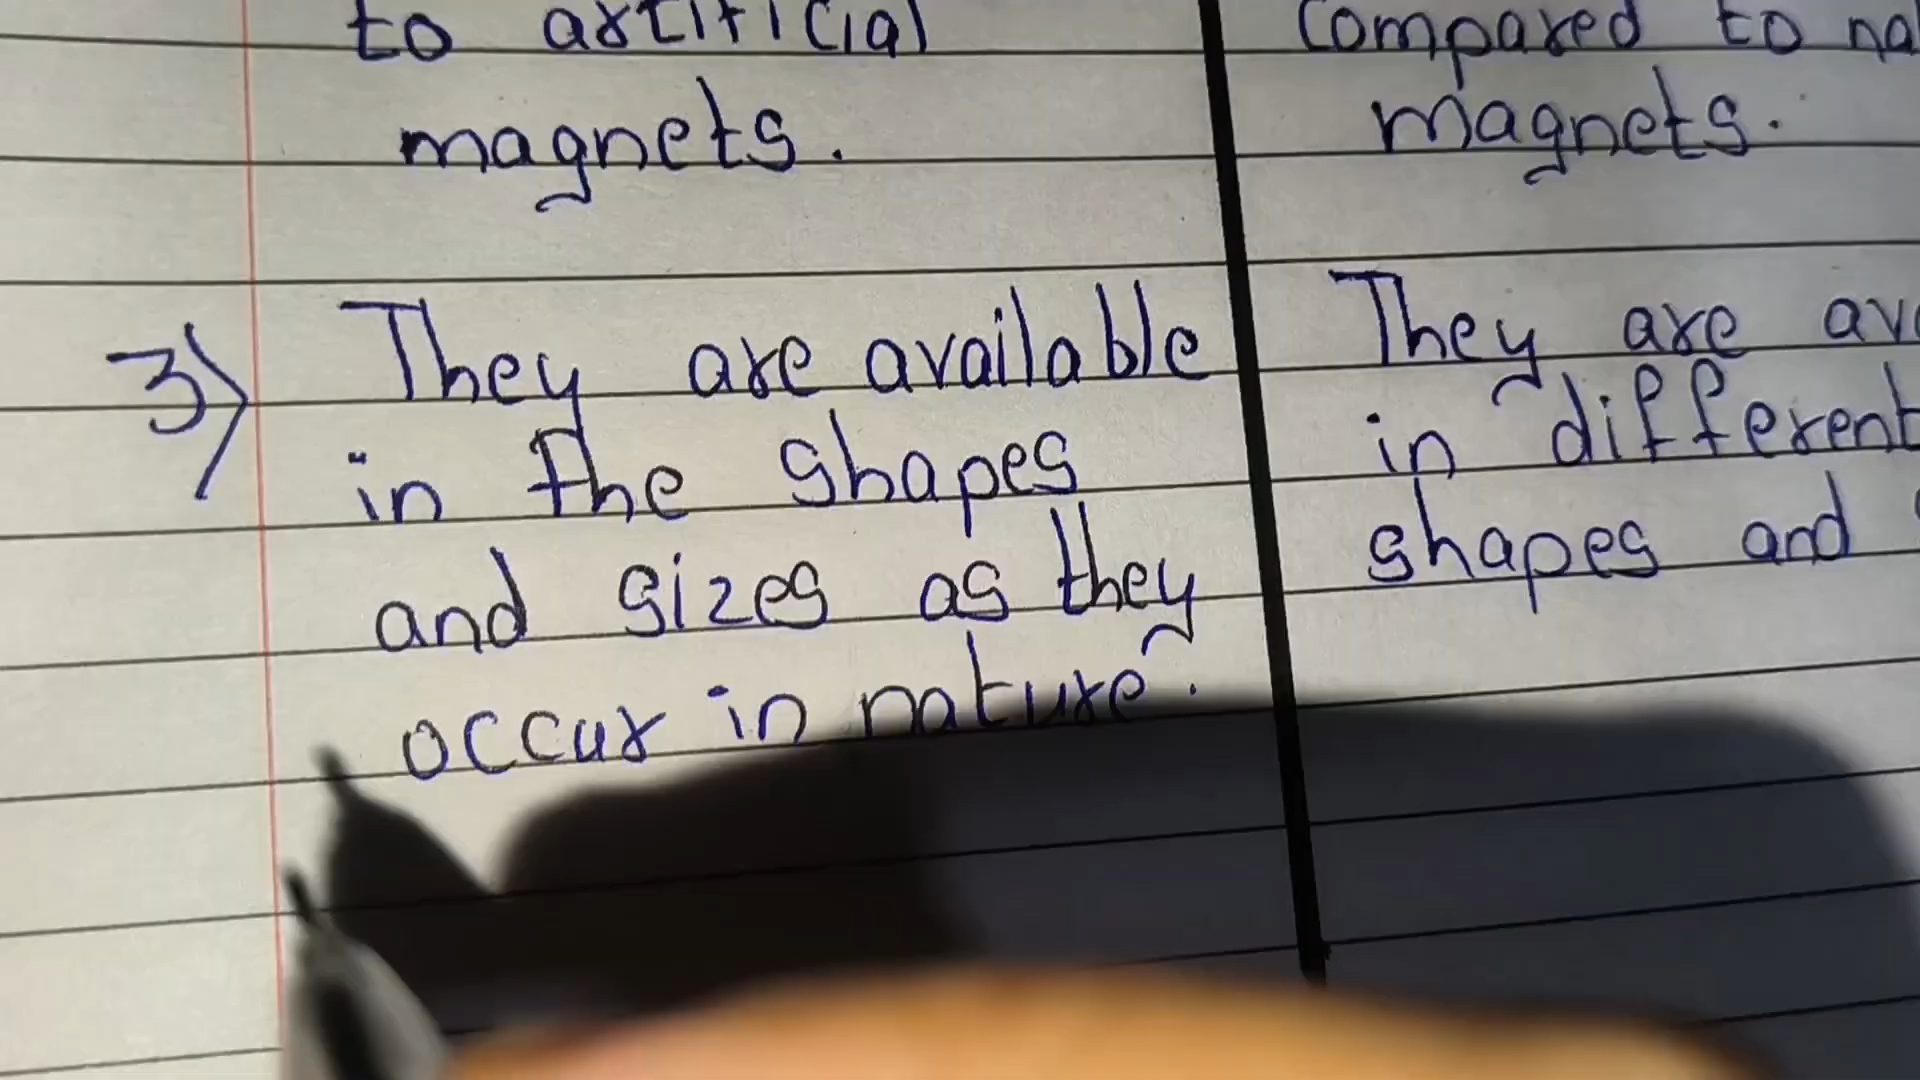 to artificial
magnets.
3) They are available
in the shapes
and sizes as they
occur in nature.
Compared to
magnets.
They are
in different
shapes and